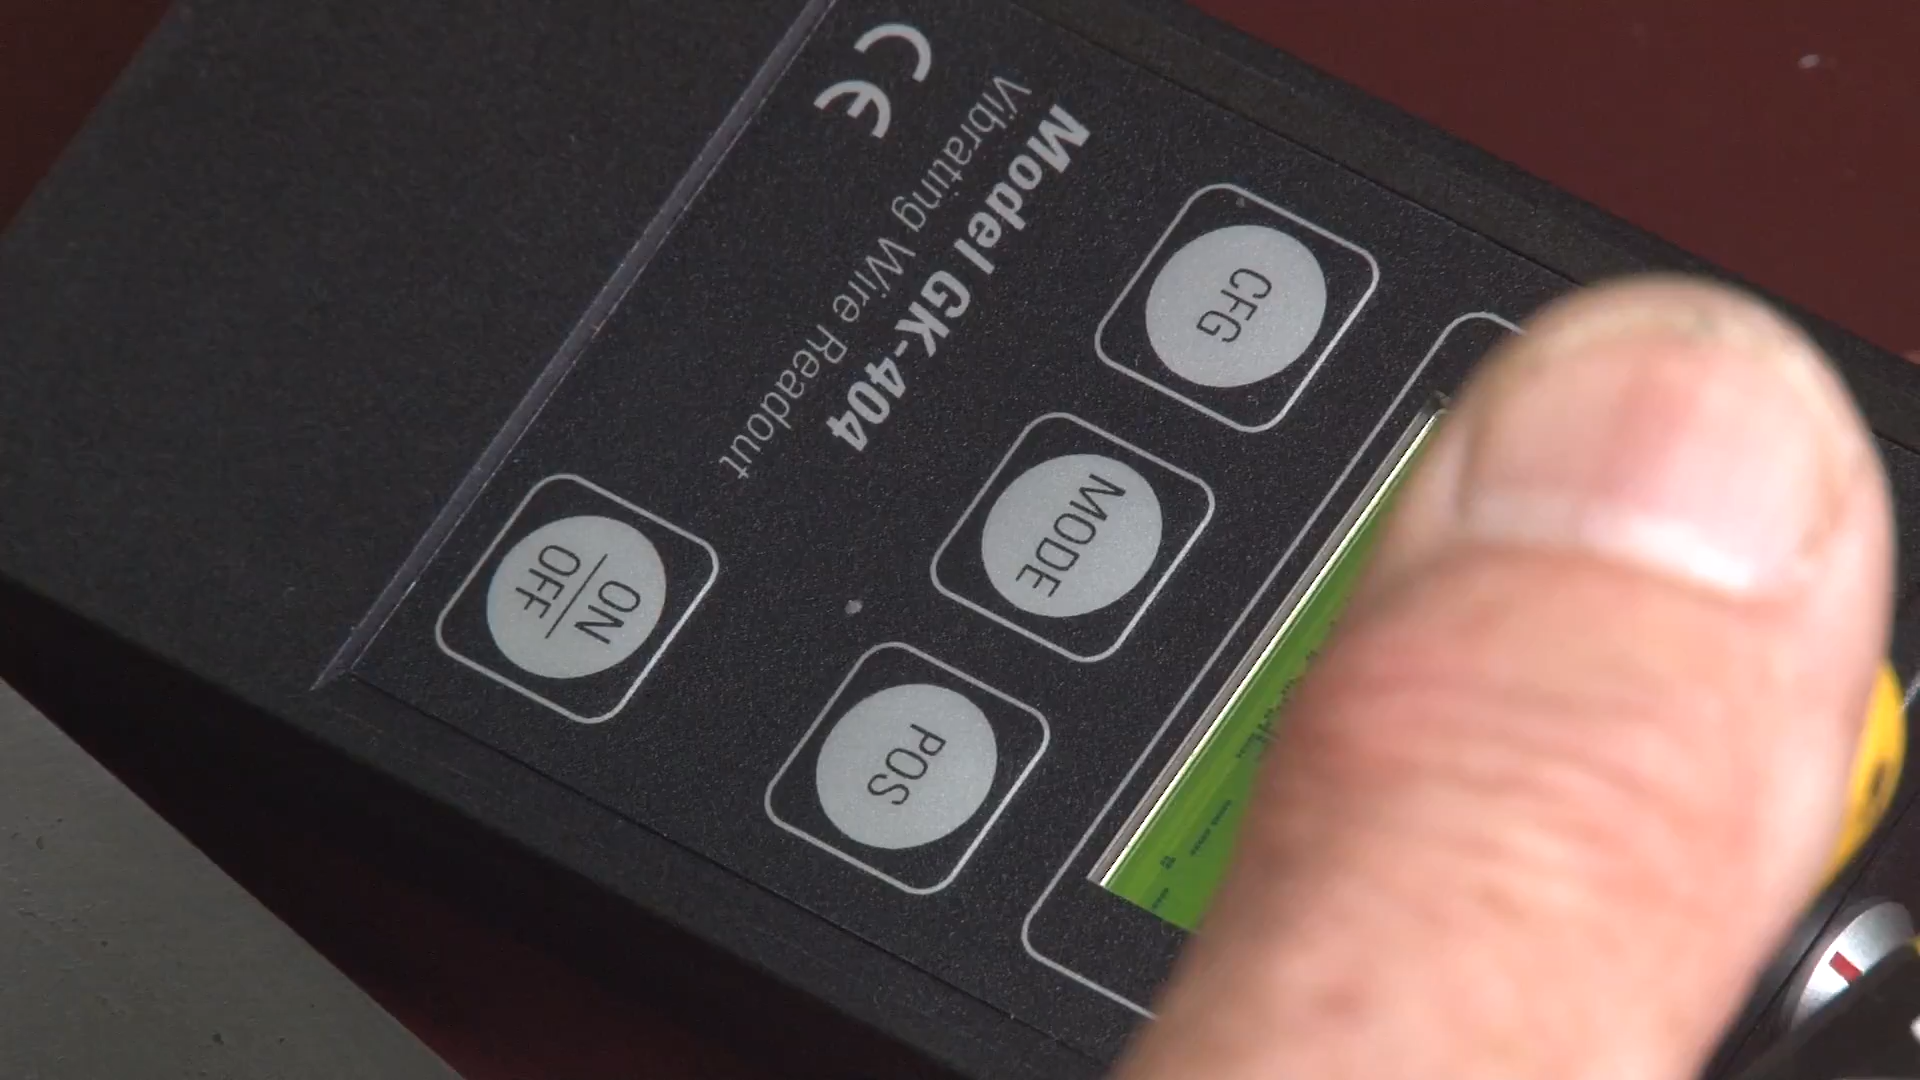 CFG
MODE
POS
Model GK-404
Vibrating Wire Readout
CE
ON
OFF